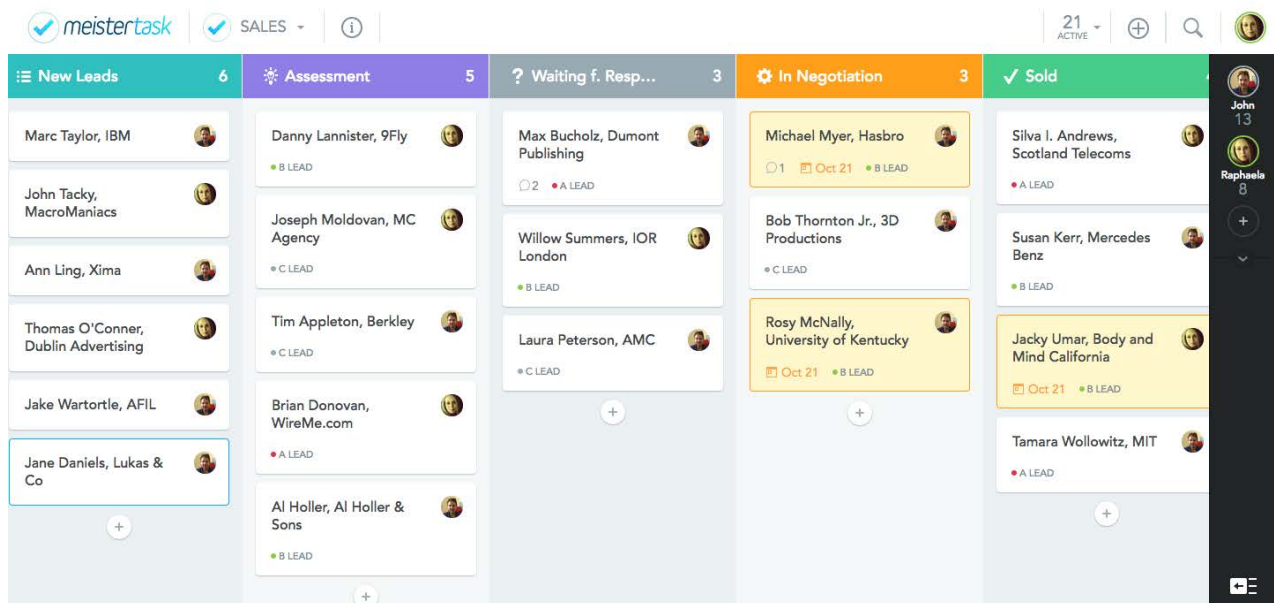 meistertask
SALES
21
ACTIVE
New Leads 6
Marc Taylor, IBM
John Tacky,
MacroManiacs
Ann Ling, Xima
Thomas O'Conner,
Dublin Advertising
Jake Wartortle, AFIL
Jane Daniels, Lukas &
Co
Assessment 5
Danny Lannister, 9Fly
B LEAD
Joseph Moldovan, MC
Agency
C LEAD
Tim Appleton, Berkley
C LEAD
Brian Donovan,
WireMe.com
A LEAD
Al Holler, Al Holler &
Sons
B LEAD
? Waiting f. Resp... 3
Max Bucholz, Dumont
Publishing
2 A LEAD
Willow Summers, IOR
London
B LEAD
Laura Peterson, AMC
C LEAD
In Negotiation 3
Michael Myer, Hasbro
1 Oct 21 B LEAD
Bob Thornton Jr., 3D
Productions
C LEAD
Rosy McNally,
University of Kentucky
Oct 21 B LEAD
Sold
Silva I. Andrews,
Scotland Telecoms
A LEAD
Susan Kerr, Mercedes
Benz
B LEAD
Jacky Umar, Body and
Mind California
Oct 21 B LEAD
Tamara Wollowitz, MIT
A LEAD
John
13
Raphaela
8